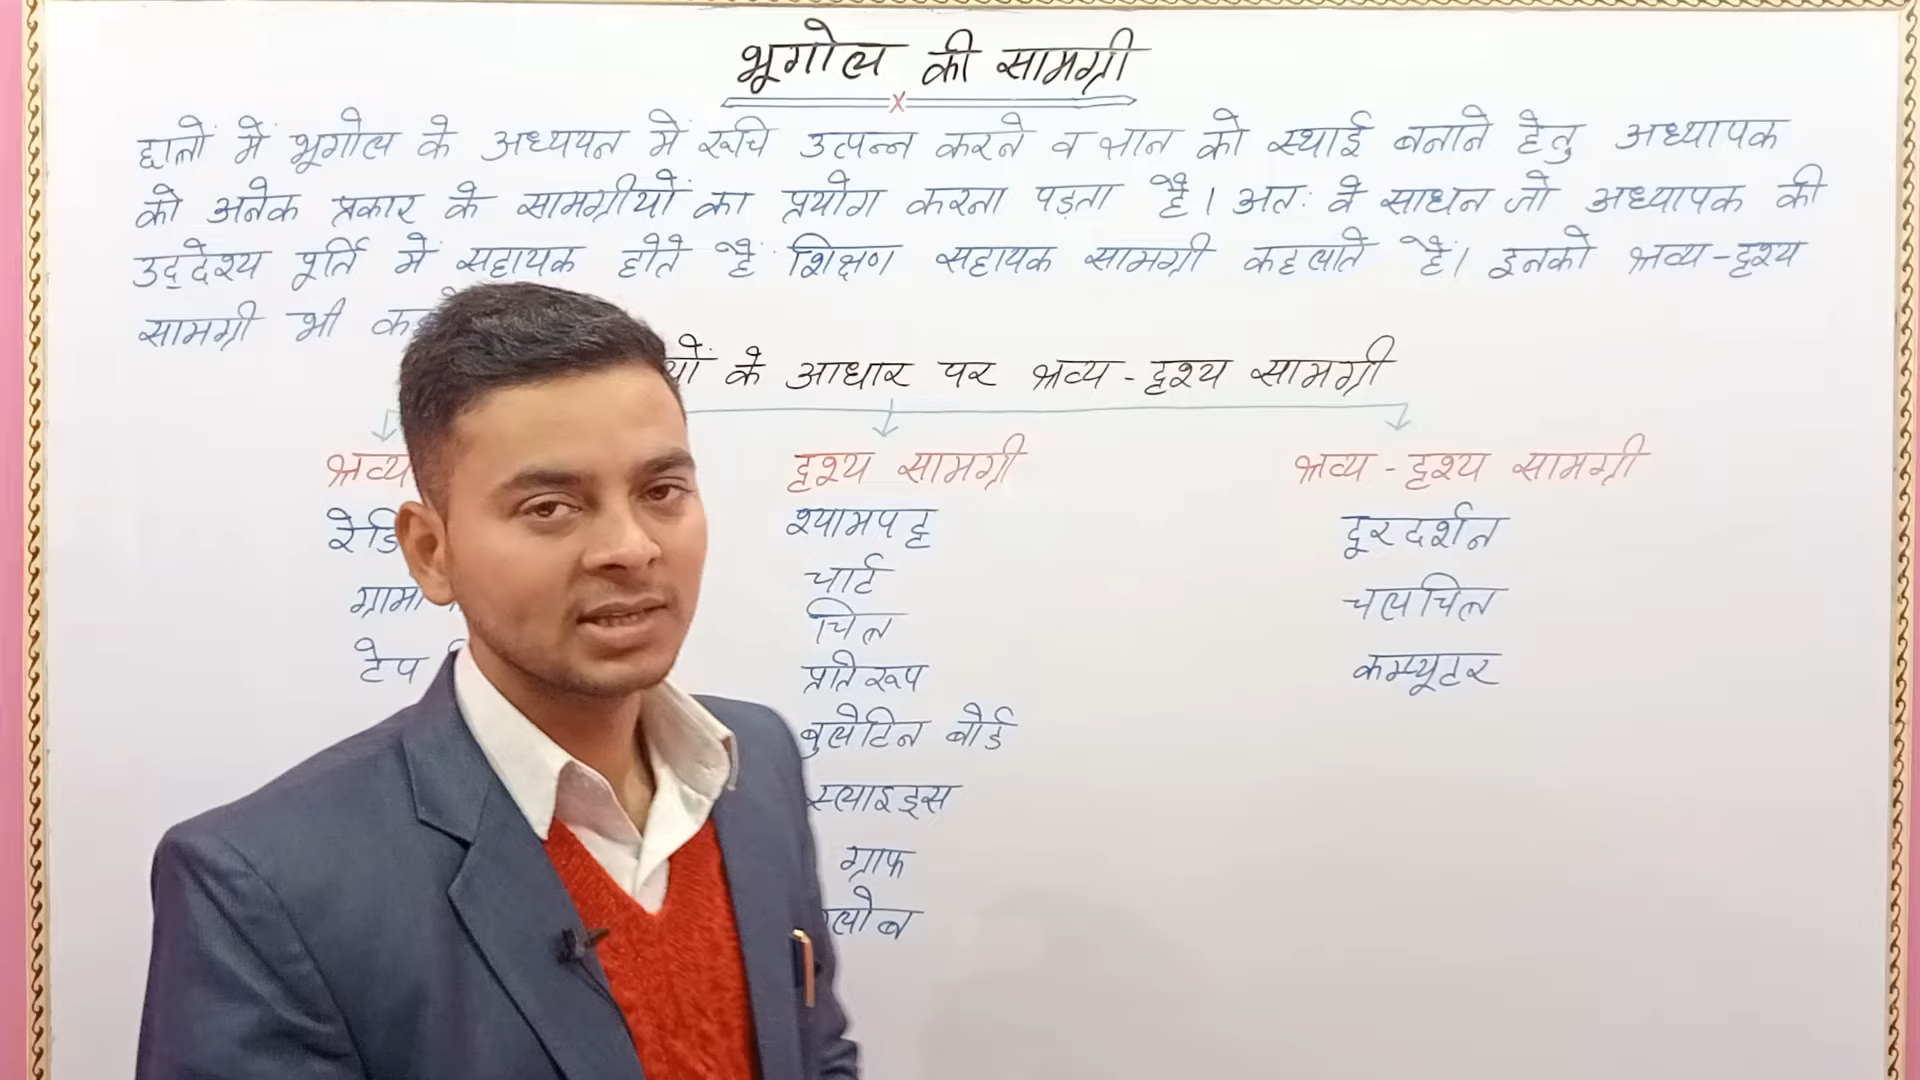 भूगोल की सामग्री
x
छात्रों में भूगोल के अध्ययन में रूचि उत्पन्न करने व ज्ञान को स्थाई बनाने हेतु अध्यापक
को अनेक प्रकार के सामग्रीयों का प्रयोग करना पड़ता है। अतः वे साधन जो अध्यापक की
उद्देश्य पूर्ति में सहायक होते हैं शिक्षण सहायक सामग्री कहलाते हैं। इनको श्रव्य-दृश्य
सामग्री भी
के आधार पर श्रव्य-दृश्य सामग्री
श्रव्य दृश्य सामग्री श्रव्य-दृश्य सामग्री
श्यामपट्ट दूरदर्शन
चार्ट
चित्र चलचित्र
टेप प्रतिरूप कम्प्यूटर
बुलेटिन बोर्ड
स्लाइड्स
ग्राफ